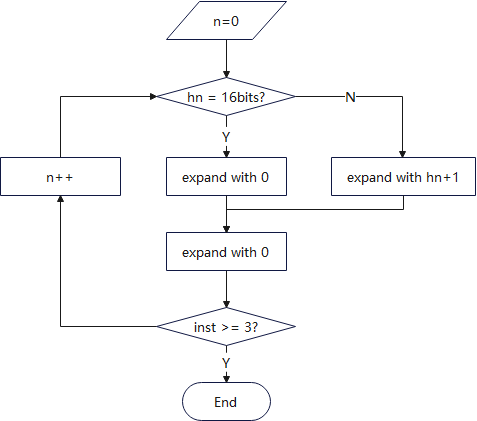 n=0
hn = 16bits?
N
Y
n++
expand with 0
expand with hn+1
expand with 0
inst >= 3?
Y
End